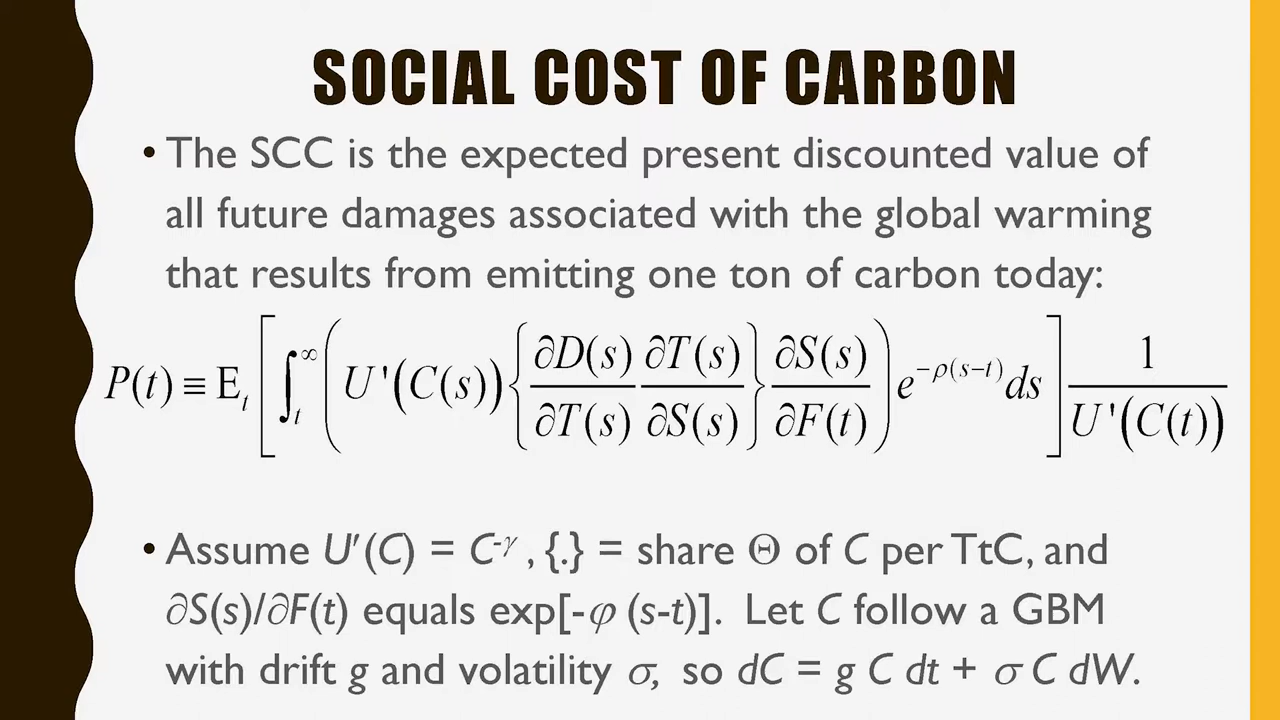 SOCIAL COST OF CARBON
• The SCC is the expected present discounted value of
all future damages associated with the global warming
that results from emitting one ton of carbon today:
P(t) ≡ E_t [ ∫_t^∞ ( U'(C(s)) { ∂D(s)/∂T(s) ∂T(s)/∂S(s) } ∂S(s)/∂F(t) ) e^{-ρ(s-t)} ds ] 1/U'(C(t))
• Assume U'(C) = C^{-γ} , {.} = share Θ of C per TtC, and
∂S(s)/∂F(t) equals exp[-φ (s-t)]. Let C follow a GBM
with drift g and volatility σ, so dC = g C dt + σ C dW.